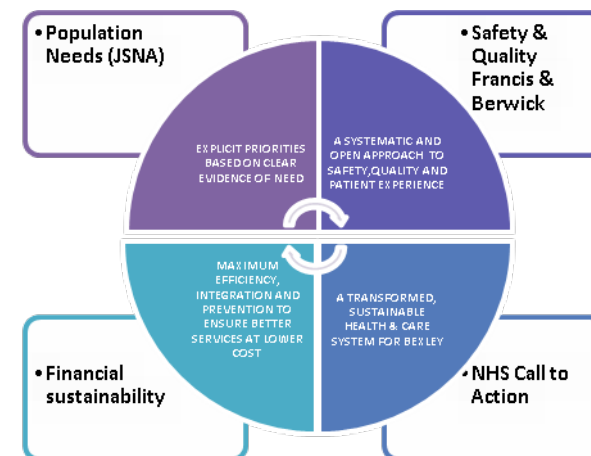 • Population
Needs (JSNA)
• Safety &
Quality
Francis &
Berwick
EXPLICIT PRIORITIES
BASED ON CLEAR
EVIDENCE OF NEED
A SYSTEMATIC AND
OPEN APPROACH TO
SAFETY,QUALITY AND
PATIENT EXPERIENCE
MAXIMUM
EFFICIENCY,
INTEGRATION AND
PREVENTION TO
ENSURE BETTER
SERVICES AT LOWER
COST
A TRANSFORMED,
SUSTAINABLE
HEALTH & CARE
SYSTEM FOR BEXLEY
• Financial
sustainability
• NHS Call to
Action